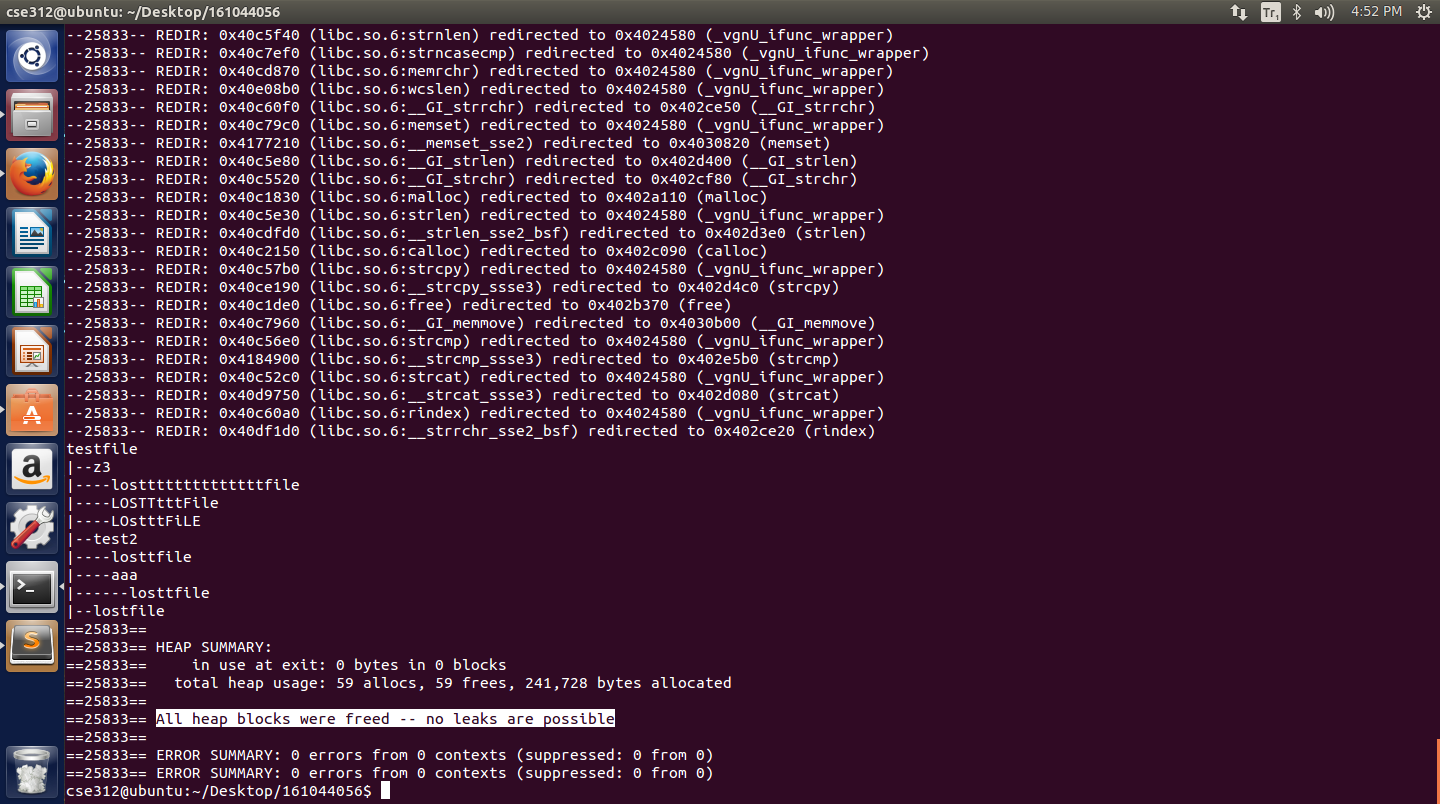 cse312@ubuntu: ~/Desktop/161044056
Tr1
4:52 PM
--25833-- REDIR: 0x40c5f40 (libc.so.6:strnlen) redirected to 0x4024580 (_vgnU_ifunc_wrapper)
--25833-- REDIR: 0x40c7ef0 (libc.so.6:strncasecmp) redirected to 0x4024580 (_vgnU_ifunc_wrapper)
--25833-- REDIR: 0x40cd870 (libc.so.6:memrchr) redirected to 0x4024580 (_vgnU_ifunc_wrapper)
--25833-- REDIR: 0x40e08b0 (libc.so.6:wcslen) redirected to 0x4024580 (_vgnU_ifunc_wrapper)
--25833-- REDIR: 0x40c60f0 (libc.so.6:__GI_strrchr) redirected to 0x402ce50 (__GI_strrchr)
--25833-- REDIR: 0x40c79c0 (libc.so.6:memset) redirected to 0x4024580 (_vgnU_ifunc_wrapper)
--25833-- REDIR: 0x4177210 (libc.so.6:__memset_sse2) redirected to 0x4030820 (memset)
--25833-- REDIR: 0x40c5e80 (libc.so.6:__GI_strlen) redirected to 0x402d400 (__GI_strlen)
--25833-- REDIR: 0x40c5520 (libc.so.6:__GI_strchr) redirected to 0x402cf80 (__GI_strchr)
--25833-- REDIR: 0x40c1830 (libc.so.6:malloc) redirected to 0x402a110 (malloc)
--25833-- REDIR: 0x40c5e30 (libc.so.6:strlen) redirected to 0x4024580 (_vgnU_ifunc_wrapper)
--25833-- REDIR: 0x40cdfd0 (libc.so.6:__strlen_sse2_bsf) redirected to 0x402d3e0 (strlen)
--25833-- REDIR: 0x40c2150 (libc.so.6:calloc) redirected to 0x402c090 (calloc)
--25833-- REDIR: 0x40c57b0 (libc.so.6:strcpy) redirected to 0x4024580 (_vgnU_ifunc_wrapper)
--25833-- REDIR: 0x40ce190 (libc.so.6:__strcpy_ssse3) redirected to 0x402d4c0 (strcpy)
--25833-- REDIR: 0x40c1de0 (libc.so.6:free) redirected to 0x402b370 (free)
--25833-- REDIR: 0x40c7960 (libc.so.6:__GI_memmove) redirected to 0x4030b00 (__GI_memmove)
--25833-- REDIR: 0x40c56e0 (libc.so.6:strcmp) redirected to 0x4024580 (_vgnU_ifunc_wrapper)
--25833-- REDIR: 0x4184900 (libc.so.6:__strcmp_ssse3) redirected to 0x402e5b0 (strcmp)
--25833-- REDIR: 0x40c52c0 (libc.so.6:strcat) redirected to 0x4024580 (_vgnU_ifunc_wrapper)
--25833-- REDIR: 0x40d9750 (libc.so.6:__strcat_ssse3) redirected to 0x402d080 (strcat)
--25833-- REDIR: 0x40c60a0 (libc.so.6:rindex) redirected to 0x4024580 (_vgnU_ifunc_wrapper)
--25833-- REDIR: 0x40df1d0 (libc.so.6:__strrchr_sse2_bsf) redirected to 0x402ce20 (rindex)
testfile
|--z3
|----losttttttttttttttfile
|----LOSTTtttFile
|----LOstttFiLE
|--test2
|----losttfile
|----aaa
|------losttfile
|--lostfile
==25833==
==25833== HEAP SUMMARY:
==25833==     in use at exit: 0 bytes in 0 blocks
==25833==   total heap usage: 59 allocs, 59 frees, 241,728 bytes allocated
==25833==
==25833== All heap blocks were freed -- no leaks are possible
==25833==
==25833== ERROR SUMMARY: 0 errors from 0 contexts (suppressed: 0 from 0)
==25833== ERROR SUMMARY: 0 errors from 0 contexts (suppressed: 0 from 0)
cse312@ubuntu:~/Desktop/161044056$